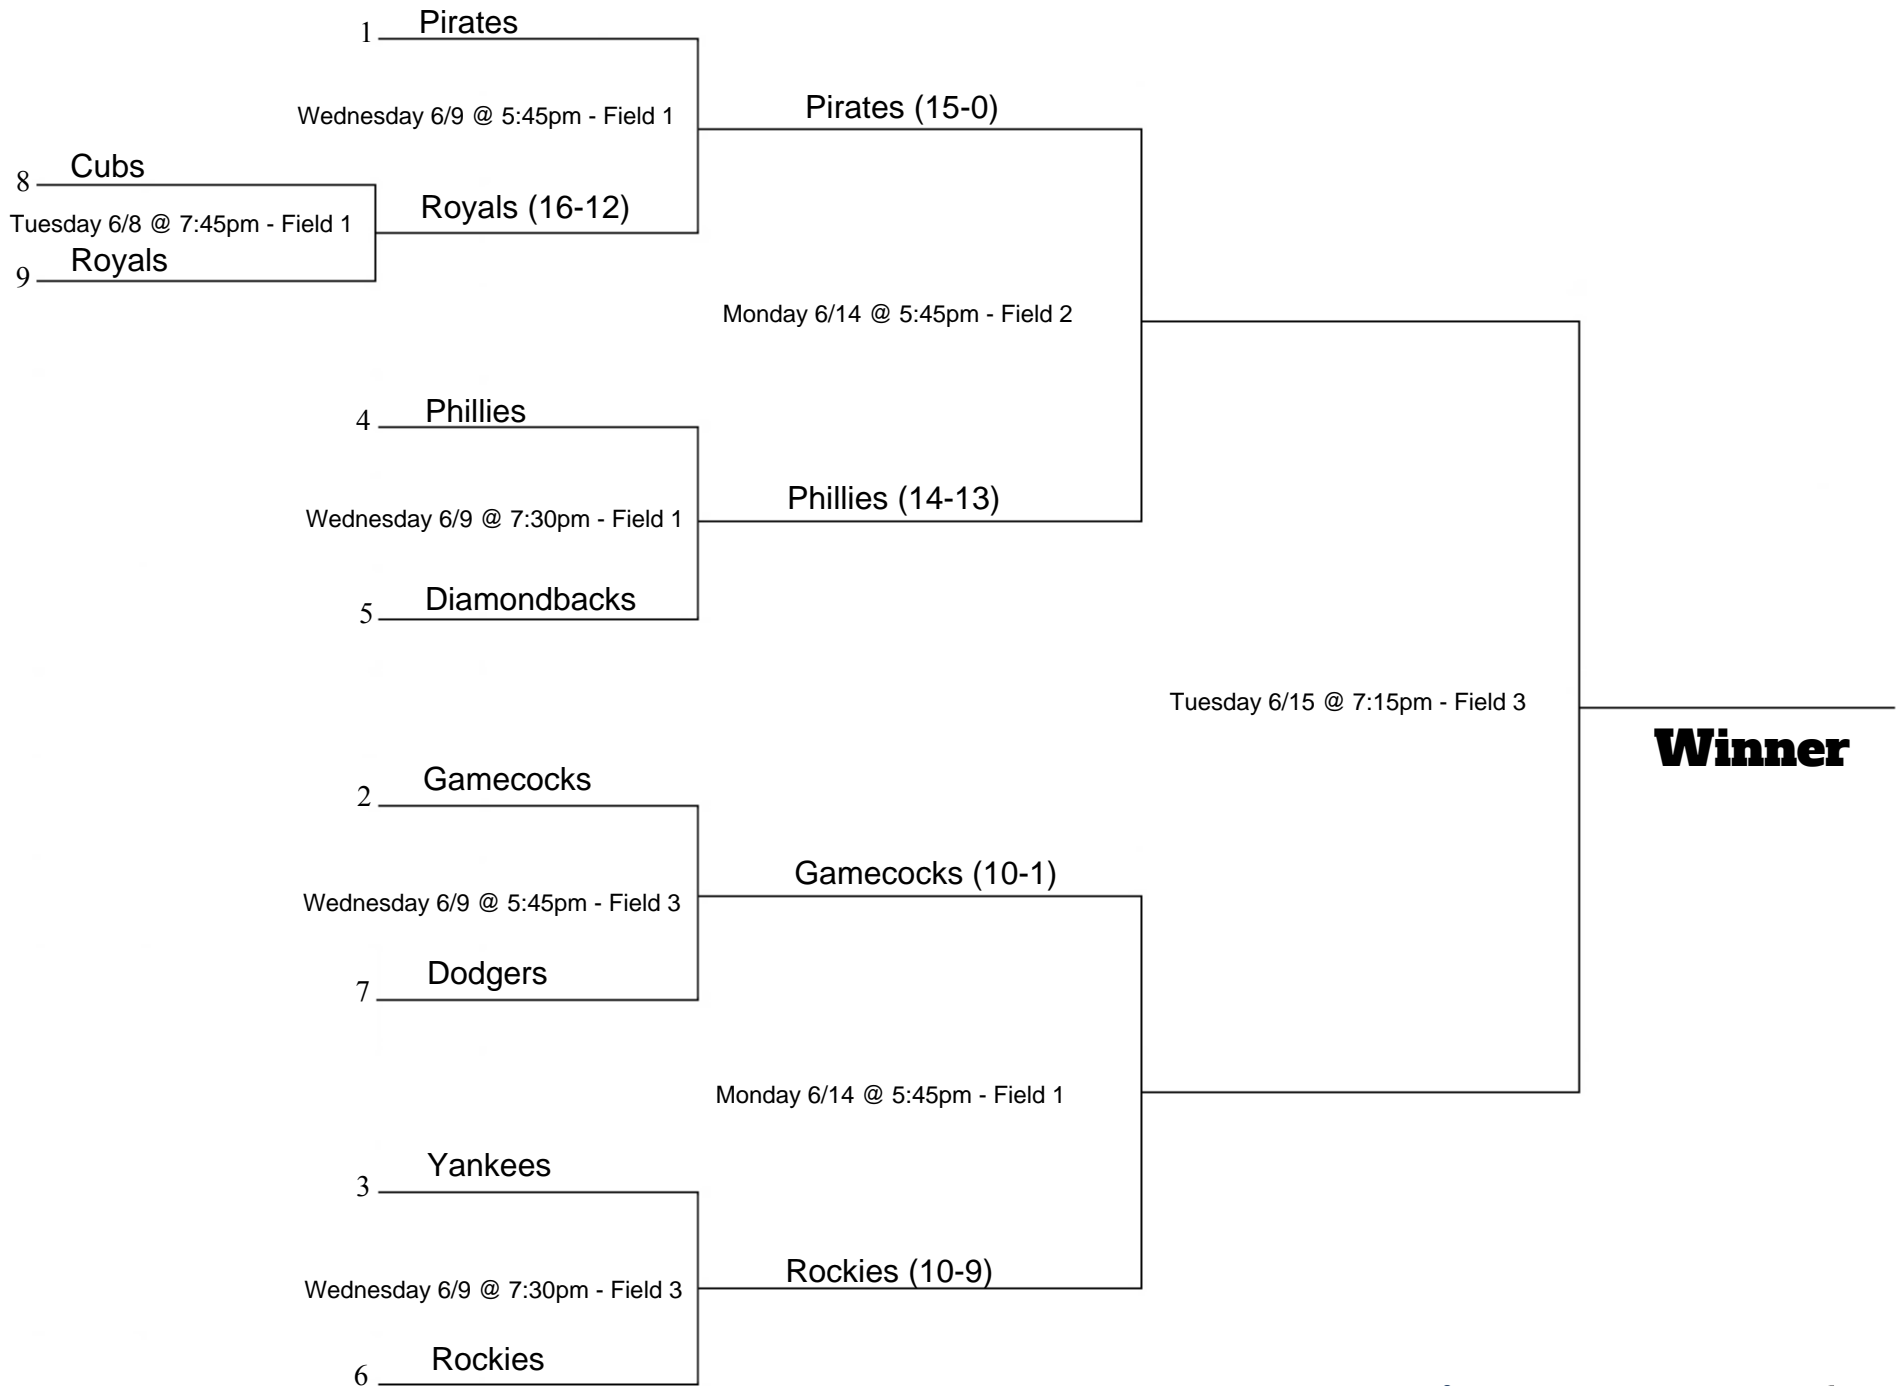 1 Pirates
Wednesday 6/9 @ 5:45pm - Field 1
Pirates (15-0)
8 Cubs
Tuesday 6/8 @ 7:45pm - Field 1
Royals (16-12)
9 Royals
Monday 6/14 @ 5:45pm - Field 2
4 Phillies
Wednesday 6/9 @ 7:30pm - Field 1
Phillies (14-13)
5 Diamondbacks
Tuesday 6/15 @ 7:15pm - Field 3
Winner
2 Gamecocks
Wednesday 6/9 @ 5:45pm - Field 3
Gamecocks (10-1)
7 Dodgers
Monday 6/14 @ 5:45pm - Field 1
3 Yankees
Wednesday 6/9 @ 7:30pm - Field 3
Rockies (10-9)
6 Rockies